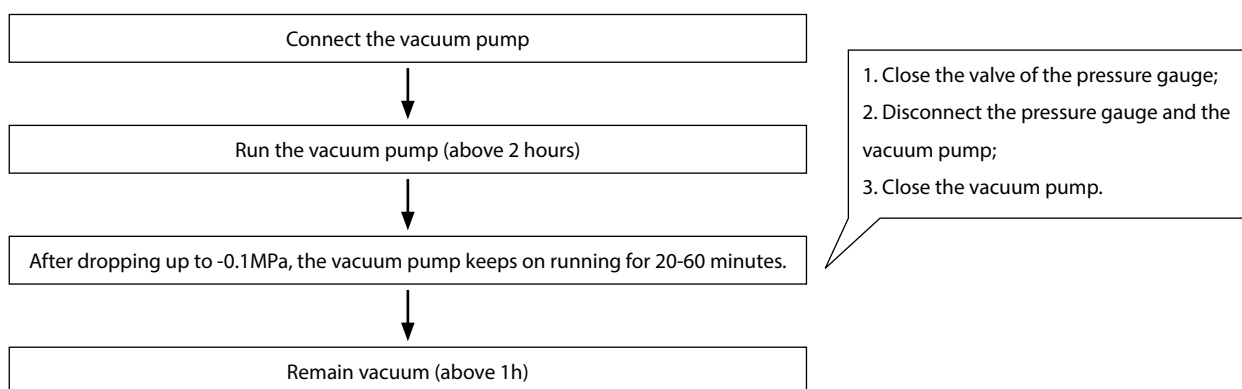 Connect the vacuum pump
Run the vacuum pump (above 2 hours)
After dropping up to -0.1MPa, the vacuum pump keeps on running for 20-60 minutes.
1. Close the valve of the pressure gauge;
2. Disconnect the pressure gauge and the
vacuum pump;
3. Close the vacuum pump.
Remain vacuum (above 1h)